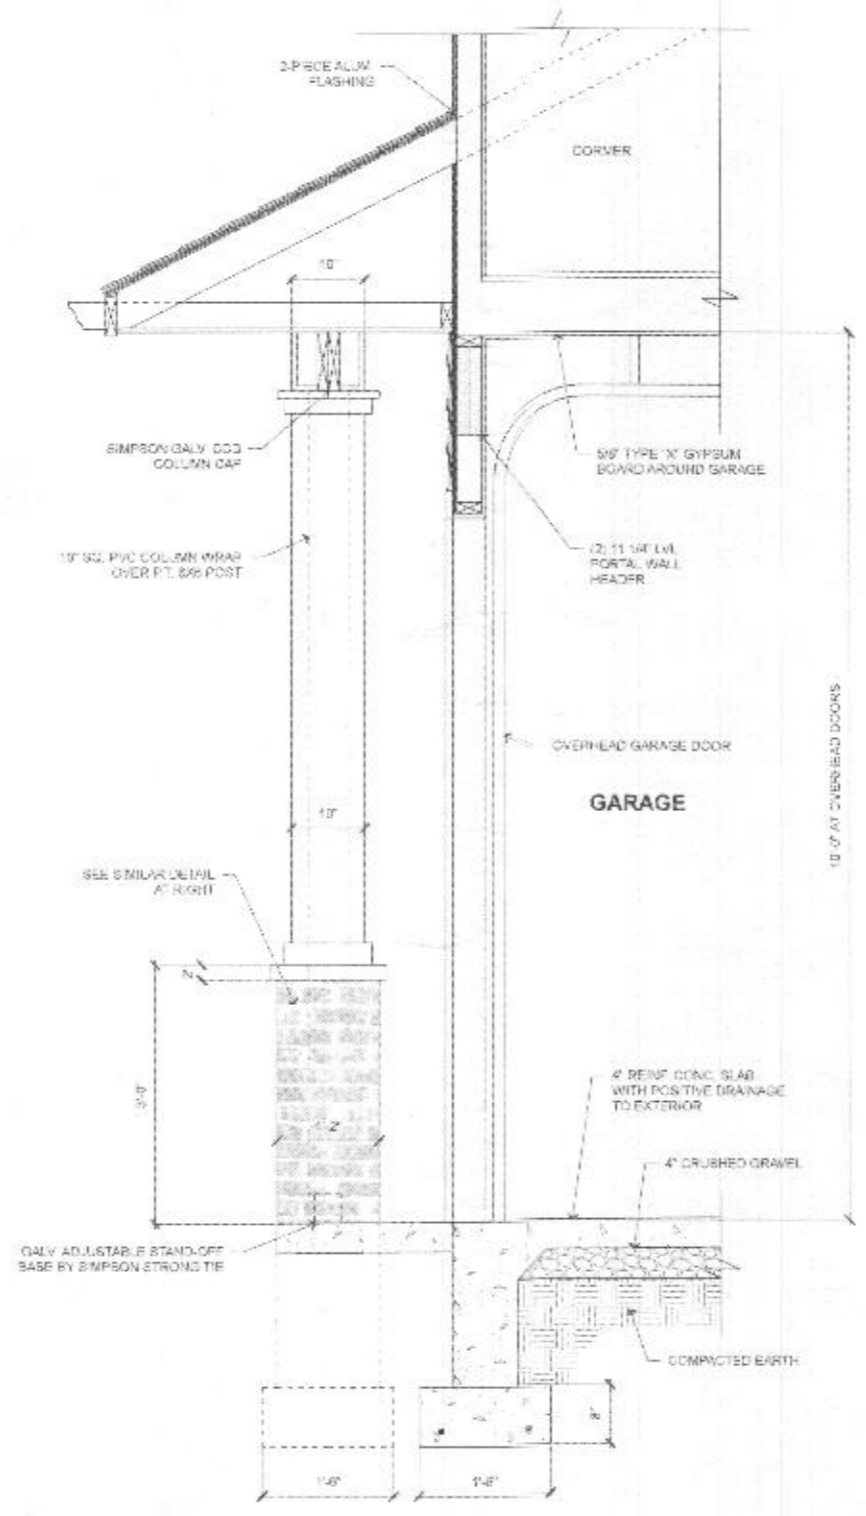 2-PIECE ALUM.
FLASHING
DORMER
10"
SIMPSON GALV. CCQ
COLUMN CAP
5/8" TYPE 'X' GYPSUM
BOARD AROUND GARAGE
10" SQ. PVC COLUMN WRAP
OVER P.T. 6X6 POST
(2) 11 1/4" LVL
PORTAL WALL
HEADER
OVERHEAD GARAGE DOOR
GARAGE
10'-0" AT OVERHEAD DOORS
10"
SEE SIMILAR DETAIL
AT RIGHT
2"
3'-0"
4" REINF. CONC. SLAB
WITH POSITIVE DRAINAGE
TO EXTERIOR
4" CRUSHED GRAVEL
GALV. ADJUSTABLE STAND-OFF
BASE BY SIMPSON STRONG TIE
COMPACTED EARTH
8"
1'-6"
1'-6"